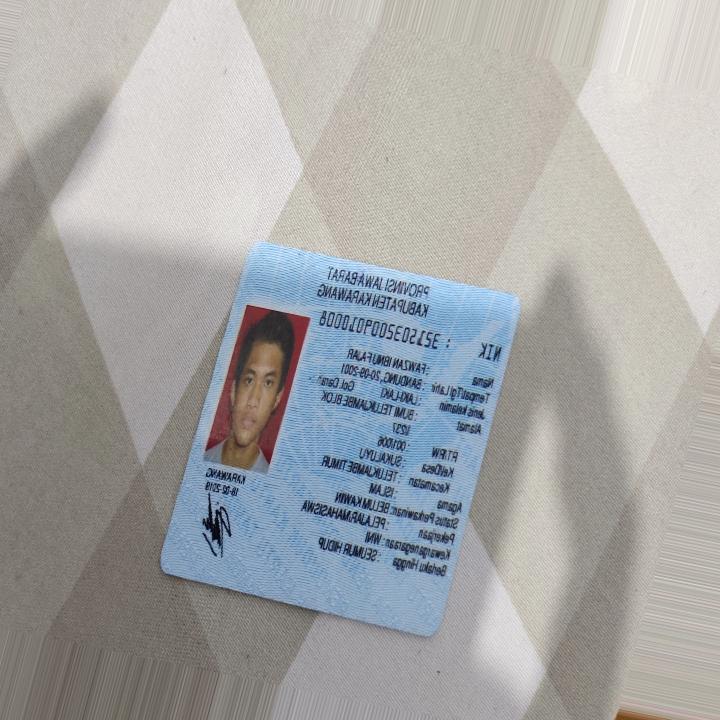 PROVINSI JAWA BARAT
KABUPATEN KARAWANG
NIK : 3215032009010008
Nama : FAWZAN IBNU FAJAR
Tempat/Tgl Lahir : BANDUNG, 20-09-2001
Jenis kelamin : LAKI-LAKI Gol. Darah
Alamat : BUMI TELUKJAMBE BLOK
RT/RW : 001/006
Kel/Desa : SUKALUYU
Kecamatan : TELUKJAMBE TIMUR
Agama : ISLAM
Status Perkawinan: BELUM KAWIN
Pekerjaan : PELAJAR/MAHASISWA
Kewarganegaraan: WNI
Berlaku Hingga : SEUMUR HIDUP
KARAWANG
18-02-2019